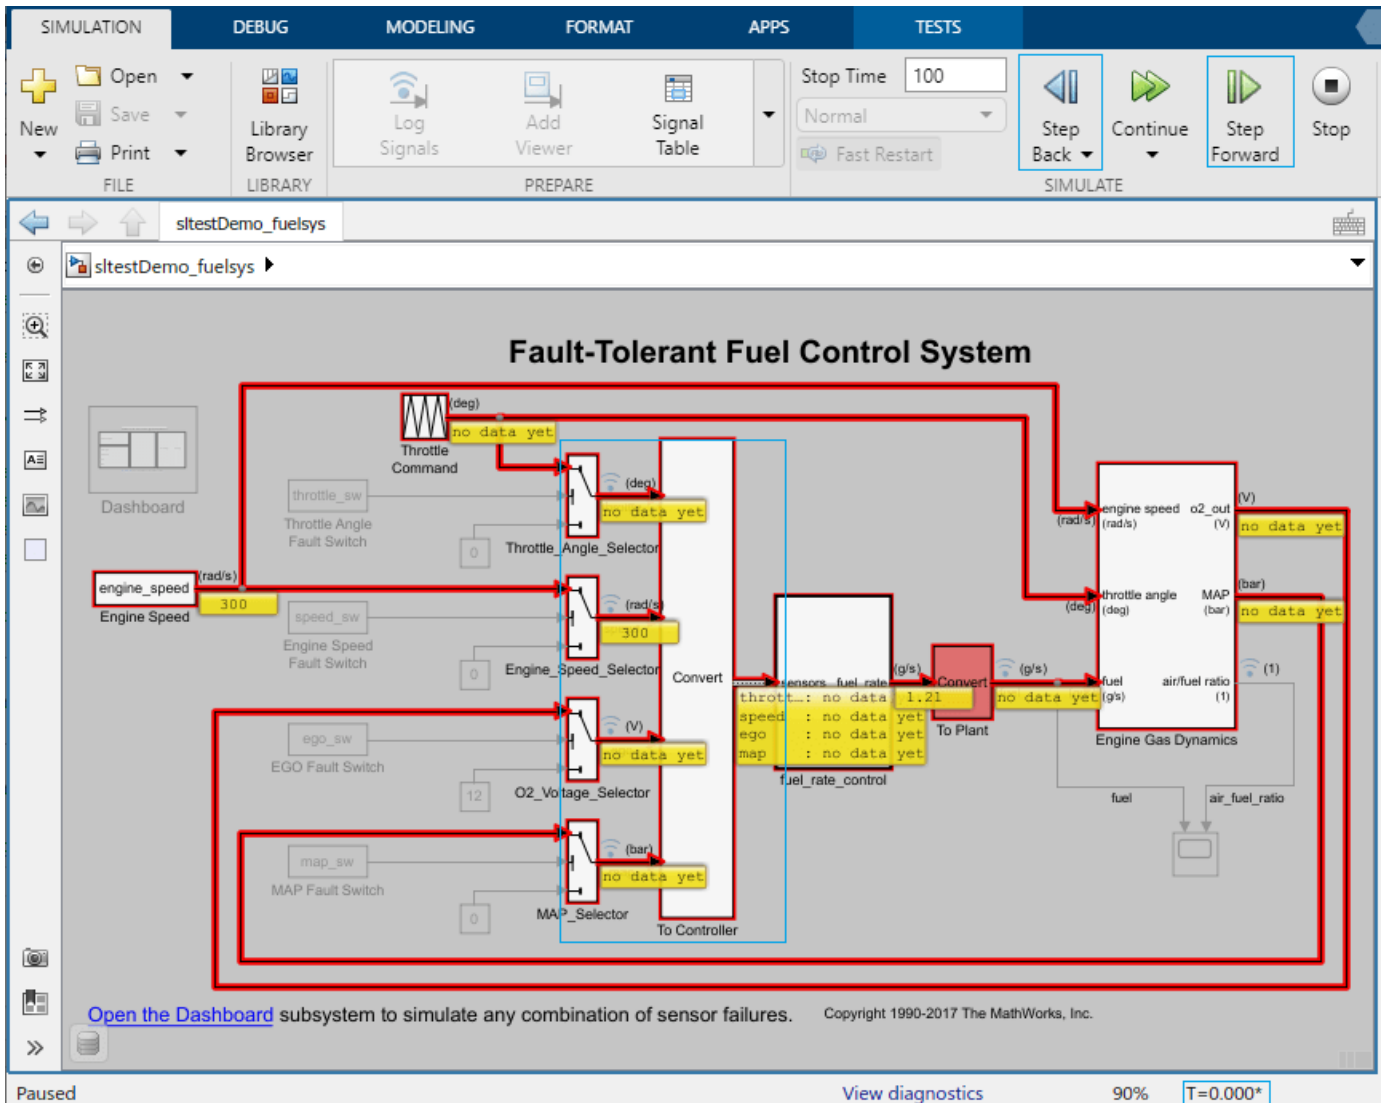 SIMULATION DEBUG MODELING FORMAT APPS TESTS
New
Open
Save
Print
FILE
Library
Browser
LIBRARY
Log
Signals
Add
Viewer
Signal
Table
PREPARE
Stop Time 100
Normal
Fast Restart
Step
Back
Continue
Step
Forward
Stop
SIMULATE
sltestDemo_fuelsys
sltestDemo_fuelsys
Fault-Tolerant Fuel Control System
Dashboard
(deg)
no data yet
Throttle
Command
throttle_sw
Throttle Angle
Fault Switch
0
(deg)
no data yet
Throttle_Angle_Selector
engine_speed
(rad/s)
300
Engine Speed
speed_sw
Engine Speed
Fault Switch
0
(rad/s)
300
Engine_Speed_Selector
ego_sw
EGO Fault Switch
12
(V)
no data yet
O2_Voltage_Selector
map_sw
MAP Fault Switch
0
(bar)
no data yet
MAP_Selector
Convert
To Controller
sensors fuel_rate
thrott…: no data
speed : no data yet
ego : no data yet
map : no data yet
fuel_rate_control
(g/s)
1.21
Convert
To Plant
(g/s)
no data yet
(rad/s)
engine speed
(rad/s)
o2_out
(V)
(V)
no data yet
(deg)
throttle angle
(deg)
MAP
(bar)
(bar)
no data yet
fuel
(g/s)
air/fuel ratio
(1)
(1)
Engine Gas Dynamics
fuel
air_fuel_ratio
Open the Dashboard subsystem to simulate any combination of sensor failures.
Copyright 1990-2017 The MathWorks, Inc.
Paused
View diagnostics
90%
T=0.000*